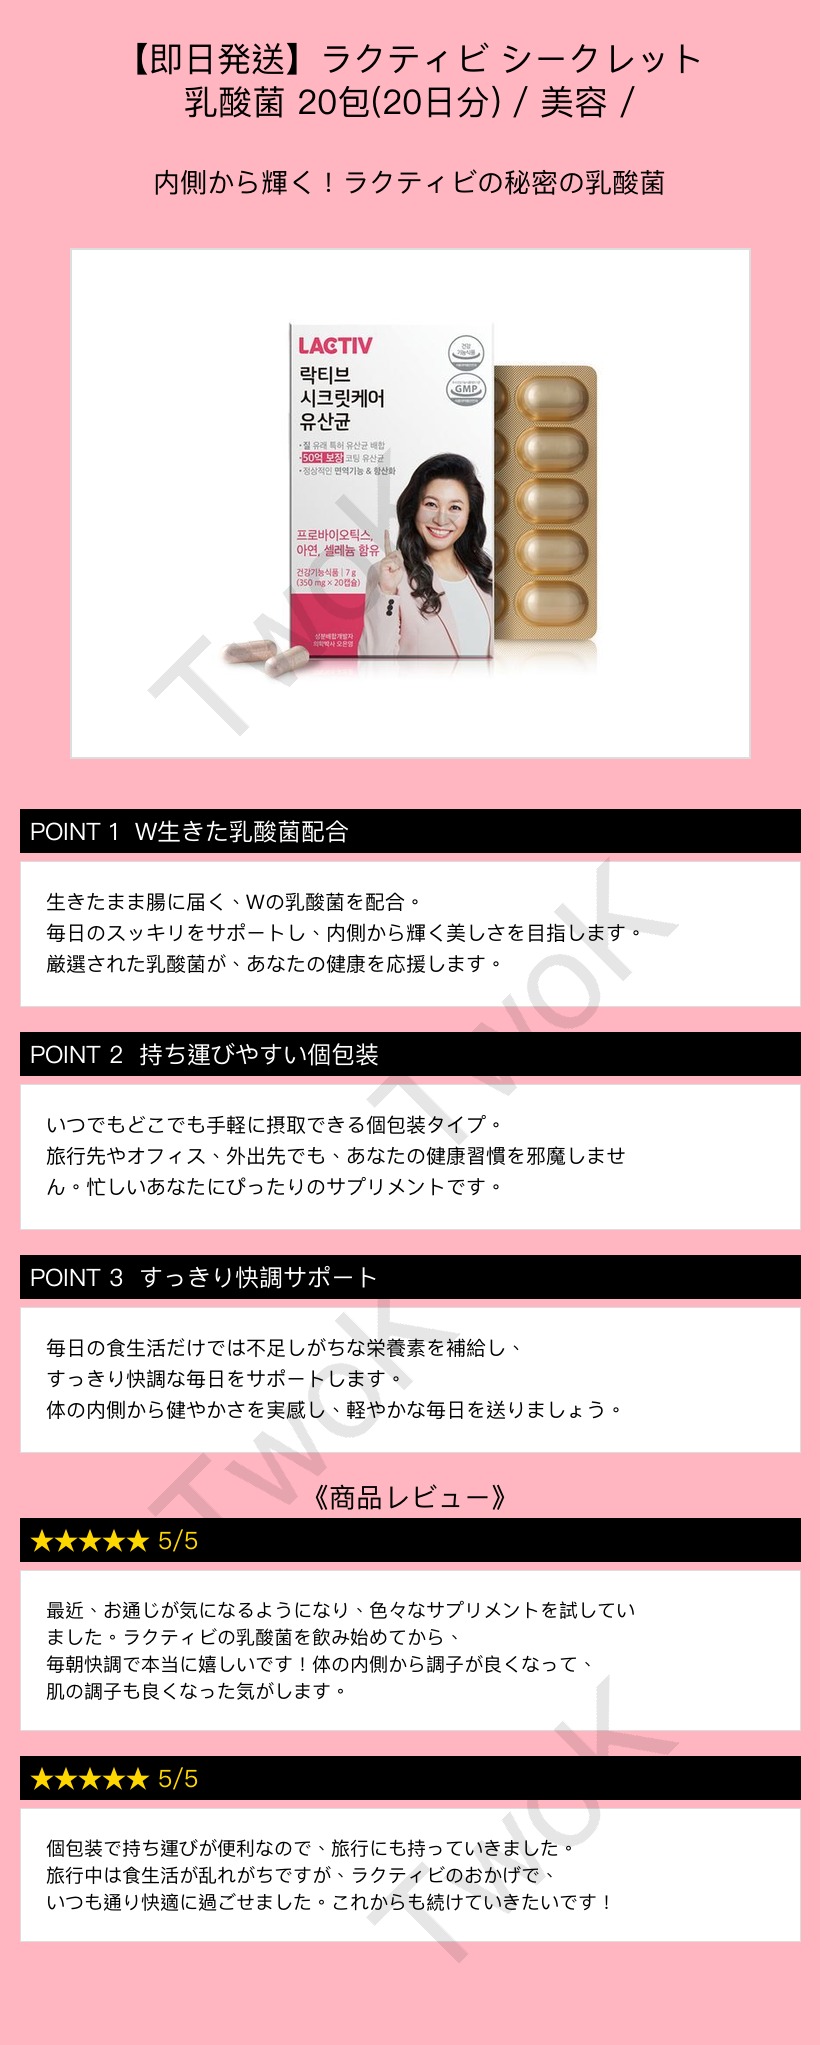 【即日発送】ラクティビ シークレット
乳酸菌 20包(20日分) / 美容 /
内側から輝く！ラクティビの秘密の乳酸菌
LACTIV
락티브
시크릿케어
유산균
건강
기능식품
GMP
·질 유래 특허 유산균 배합
·50억 보장 코팅 유산균
·정상적인 면역기능 & 항산화
프로바이오틱스,
아연, 셀레늄 함유
건강기능식품 | 7 g
(350 mg × 20캡슐)
성분배합개발자
의학박사 오은영
TwoK
POINT 1 W生きた乳酸菌配合
生きたまま腸に届く、Wの乳酸菌を配合。
毎日のスッキリをサポートし、内側から輝く美しさを目指します。
厳選された乳酸菌が、あなたの健康を応援します。
TwoK
POINT 2 持ち運びやすい個包装
いつでもどこでも手軽に摂取できる個包装タイプ。
旅行先やオフィス、外出先でも、あなたの健康習慣を邪魔しませ
ん。忙しいあなたにぴったりのサプリメントです。
POINT 3 すっきり快調サポート
毎日の食生活だけでは不足しがちな栄養素を補給し、
すっきり快調な毎日をサポートします。
体の内側から健やかさを実感し、軽やかな毎日を送りましょう。
TwoK
《商品レビュー》
★★★★★ 5/5
最近、お通じが気になるようになり、色々なサプリメントを試してい
ました。ラクティビの乳酸菌を飲み始めてから、
毎朝快調で本当に嬉しいです！体の内側から調子が良くなって、
肌の調子も良くなった気がします。
★★★★★ 5/5
個包装で持ち運びが便利なので、旅行にも持っていきました。
旅行中は食生活が乱れがちですが、ラクティビのおかげで、
いつも通り快適に過ごせました。これからも続けていきたいです！
TwoK